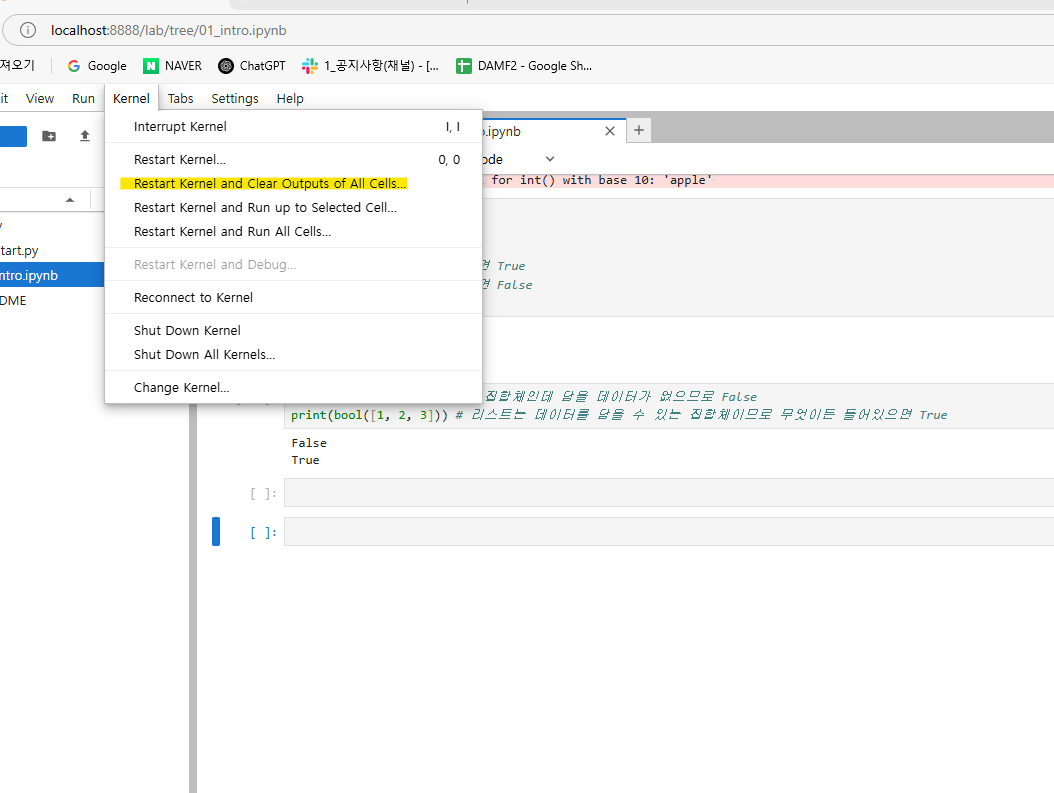 localhost:8888/lab/tree/01_intro.ipynb
져오기 Google NAVER ChatGPT 1_공지사항(채널) - [... DAMF2 - Google Sh...
it View Run Kernel Tabs Settings Help
Interrupt Kernel I, I
.ipynb
Restart Kernel... 0, 0
ode
Restart Kernel and Clear Outputs of All Cells...
for int() with base 10: 'apple'
Restart Kernel and Run up to Selected Cell...
Restart Kernel and Run All Cells...
tart.py
Restart Kernel and Debug...
면 True
ntro.ipynb
면 False
Reconnect to Kernel
DME
Shut Down Kernel
Shut Down All Kernels...
Change Kernel...
집합체인데 담을 데이터가 없으므로 False
print(bool([1, 2, 3])) # 리스트는 데이터를 담을 수 있는 집합체이므로 무엇이든 들어있으면 True
False
True
[ ]:
[ ]: